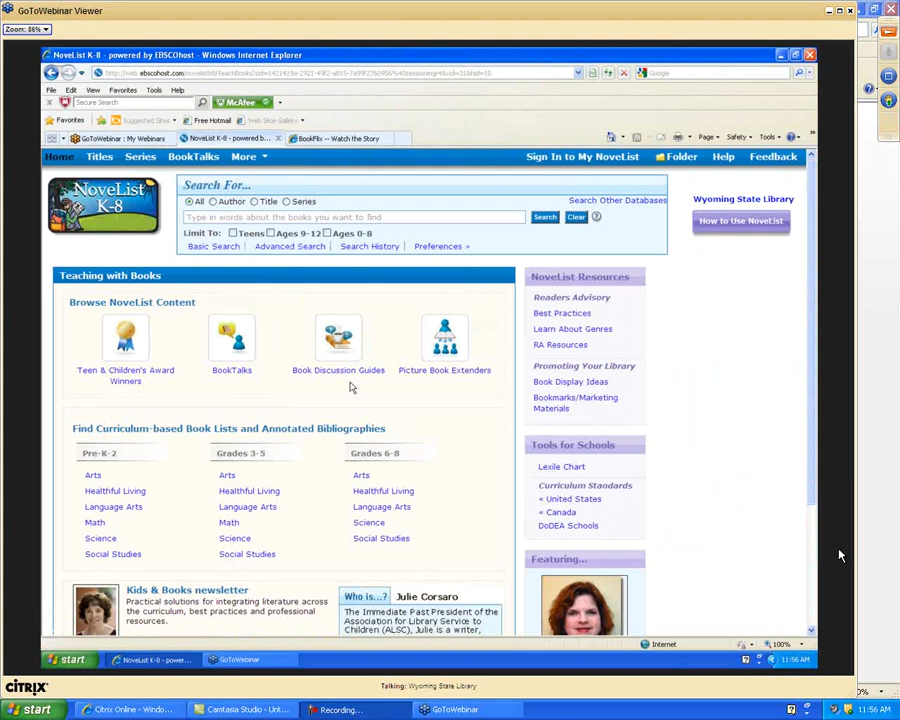 GoToWebinar Viewer
Zoom: 86%
NoveList K-8 - powered by EBSCOhost - Windows Internet Explorer
Google
File Edit View Favorites Tools Help
Secure Search McAfee
Favorites Suggested Sites Free Hotmail Web Slice Gallery
GoToWebinar : My Webinars NoveList K-8 - powered b... BookFlix -- Watch the Story Page Safety Tools
Home Titles Series BookTalks More Sign In to My NoveList Folder Help Feedback
NoveList K-8
Search For...
All Author Title Series Search Other Databases
Type in words about the books you want to find Search Clear
Limit To: Teens Ages 9-12 Ages 0-8
Basic Search Advanced Search Search History Preferences »
Wyoming State Library
How to Use NoveList
Teaching with Books
Browse NoveList Content
Teen & Children's Award Winners
BookTalks
Book Discussion Guides
Picture Book Extenders
Find Curriculum-based Book Lists and Annotated Bibliographies
Pre-K-2 Grades 3-5 Grades 6-8
Arts Arts Arts
Healthful Living Healthful Living Healthful Living
Language Arts Language Arts Language Arts
Math Math Science
Science Science Social Studies
Social Studies Social Studies
Kids & Books newsletter
Practical solutions for integrating literature across
the curriculum, best practices and professional
resources.
Who is...? Julie Corsaro
The Immediate Past President of the
Association for Library Service to
Children (ALSC), Julie is a writer,
NoveList Resources
Readers Advisory
Best Practices
Learn About Genres
RA Resources
Promoting Your Library
Book Display Ideas
Bookmarks/Marketing
Materials
Tools for Schools
Lexile Chart
Curriculum Standards
« United States
« Canada
DoDEA Schools
Featuring...
Internet 100%
start NoveList K-8 - power... GoToWebinar 11:56 AM
CITRIX Talking: Wyoming State Library
0%
start Citrix Online - Windo... Camtasia Studio - Unt... Recording... GoToWebinar 11:56 AM